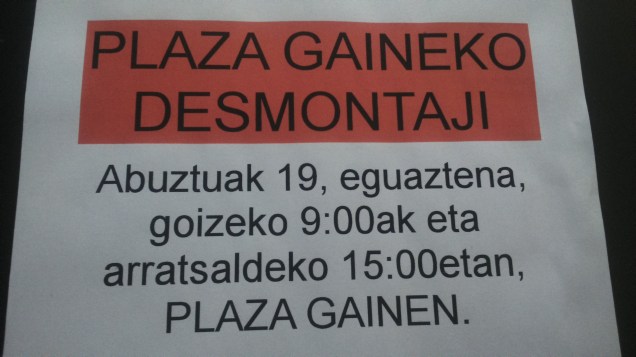 PLAZA GAINEKO
DESMONTAJI
Abuztuak 19, eguaztena,
goizeko 9:00ak eta
arratsaldeko 15:00etan,
PLAZA GAINEN.